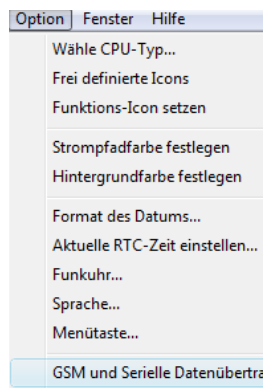 Option Fenster Hilfe
Wähle CPU-Typ...
Frei definierte Icons
Funktions-Icon setzen
Strompfadfarbe festlegen
Hintergrundfarbe festlegen
Format des Datums...
Aktuelle RTC-Zeit einstellen...
Funkuhr...
Sprache...
Menütaste...
GSM und Serielle